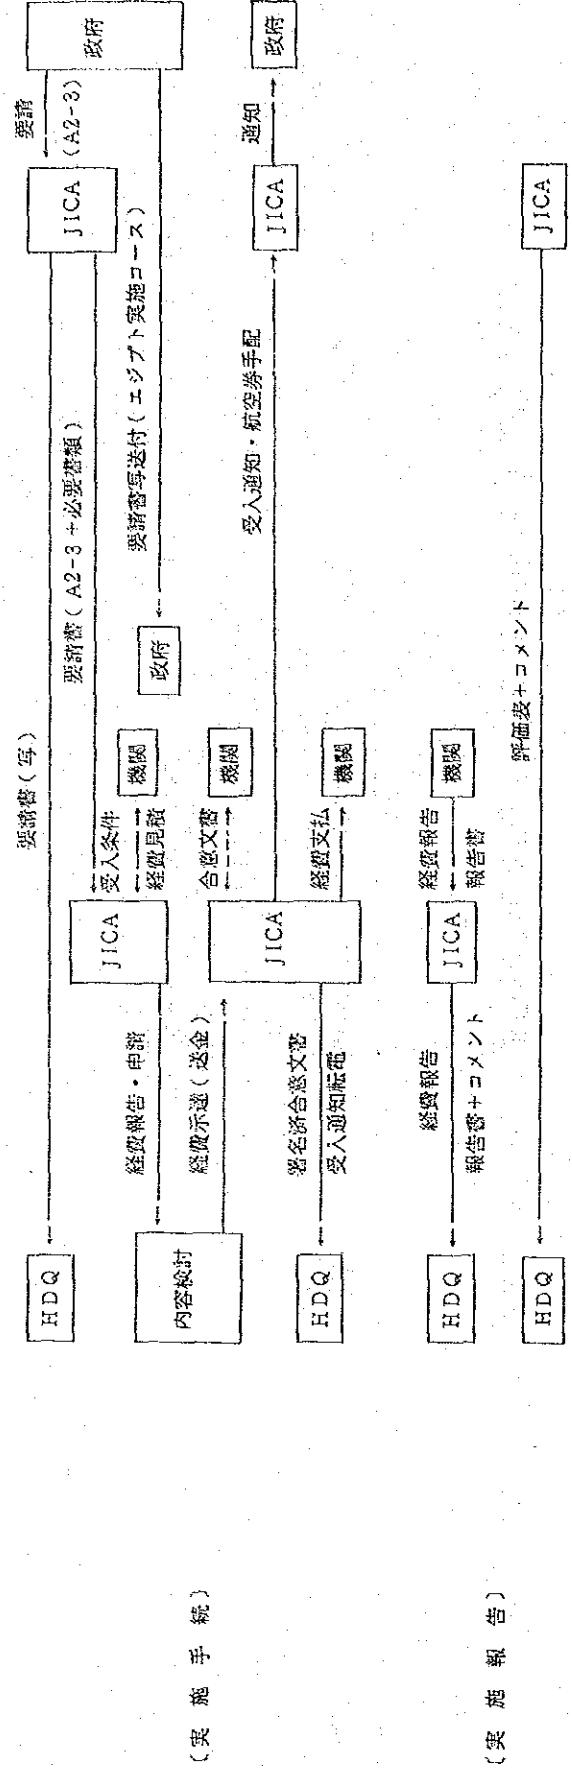 要請書(写)
要請
HDQ
JICA
政府
要請書(A2-3+必要書類)
(A2-3)
JICA
受入条件
機関
経費見積
要請書写送付(エジプト実施コース)
経費報告・申請
政府
内容検討
(実施手続)
経費示達(送金)
合意文書
機関
JICA
受入通知・航空券手配
JICA
通知
政府
署名済合意文書
経費支払
機関
HDQ
受入通知転電
経費報告
経費報告
HDQ
JICA
機関
報告書+コメント
報告書
(実施報告)
評価表+コメント
HDQ
JICA